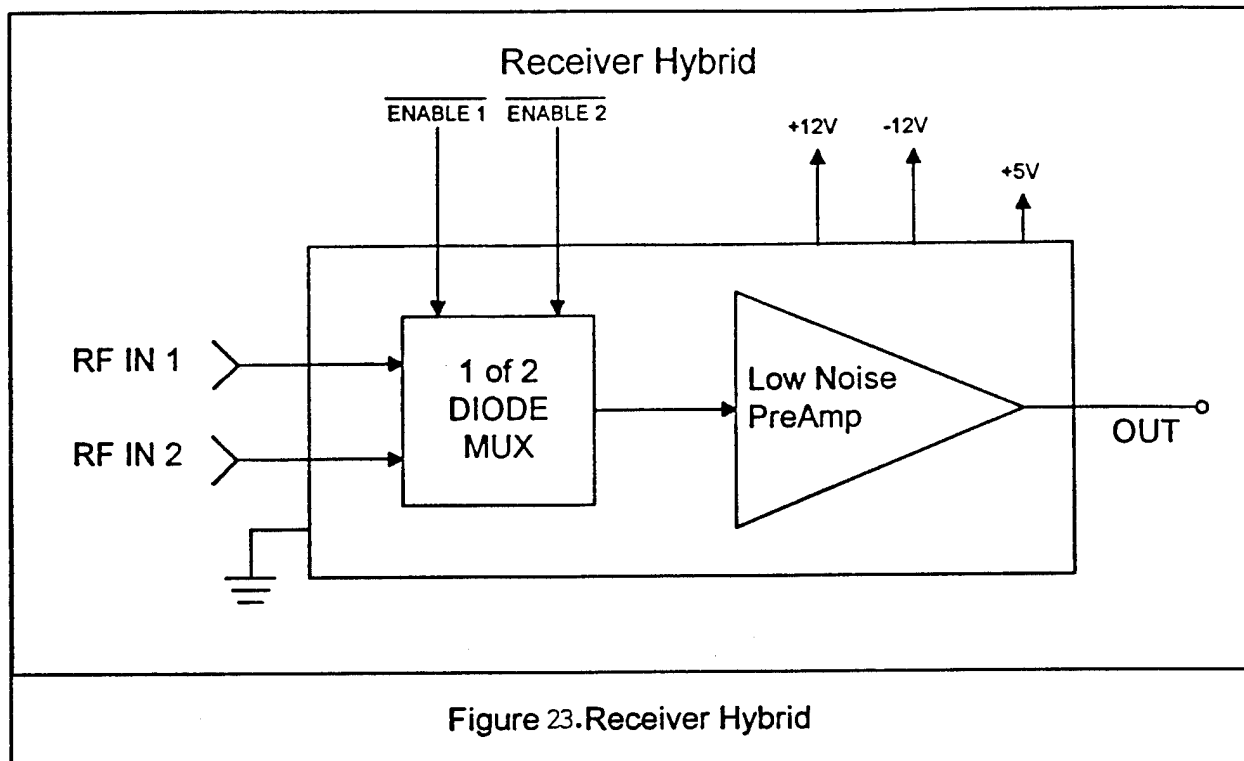 Receiver Hybrid
ENABLE 1 ENABLE 2
+12V -12V
+5V
RF IN 1
RF IN 2
1 of 2
DIODE
MUX
Low Noise
PreAmp
OUT
Figure 23.Receiver Hybrid